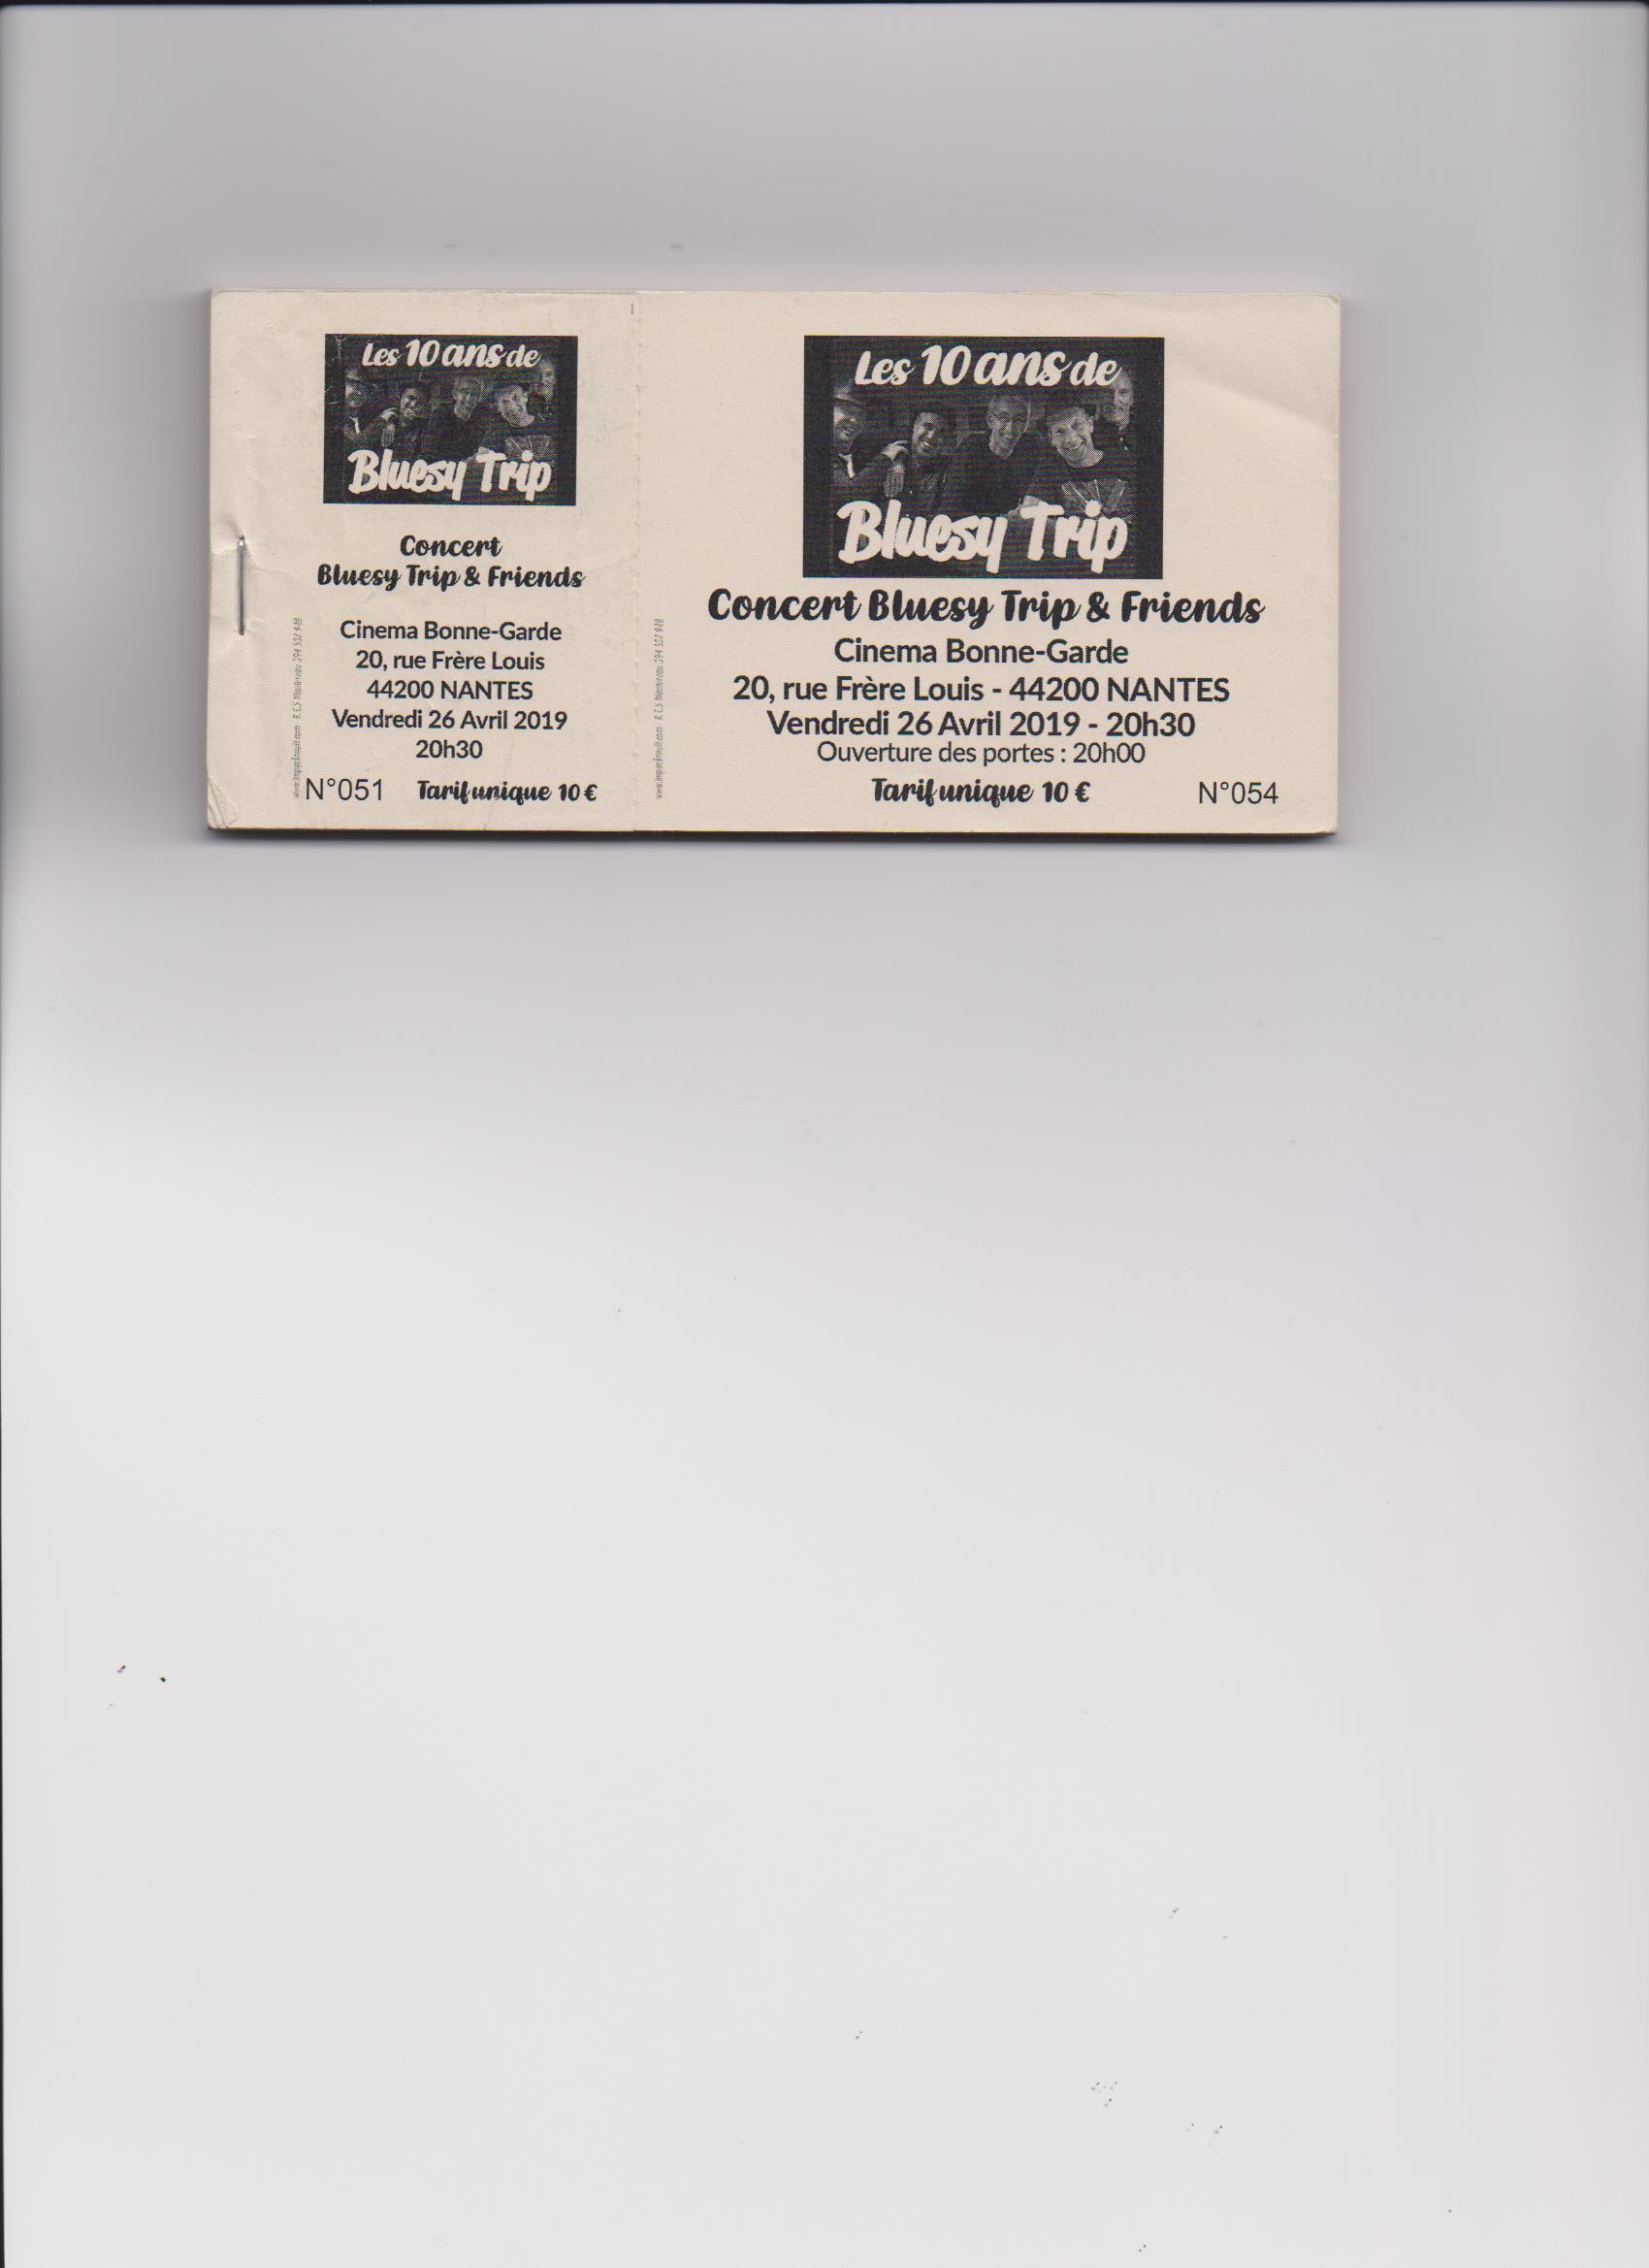 Les 10 ans de
Bluesy Trip
Concert
Bluesy Trip & Friends
Cinema Bonne-Garde
20, rue Frère Louis
44200 NANTES
Vendredi 26 Avril 2019
20h30
N°051 Tarif unique 10 €
Les 10 ans de
Bluesy Trip
Concert Bluesy Trip & Friends
Cinema Bonne-Garde
20, rue Frère Louis - 44200 NANTES
Vendredi 26 Avril 2019 - 20h30
Ouverture des portes : 20h00
Tarif unique 10 € N°054